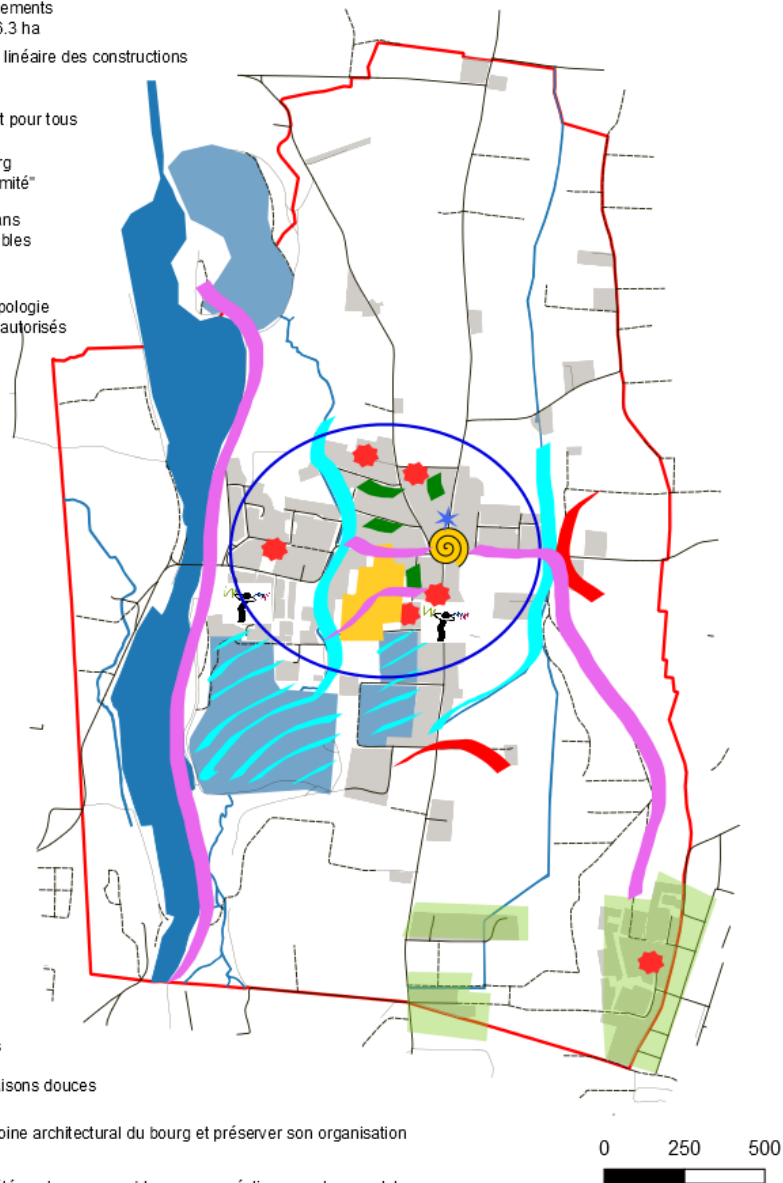 ements
6.3 ha
linéaire des constructions
t pour tous
rg
mité"
ans
bles
pologie
autorisés
s
isons douces
oine architectural du bourg et préserver son organisation
0 250 500